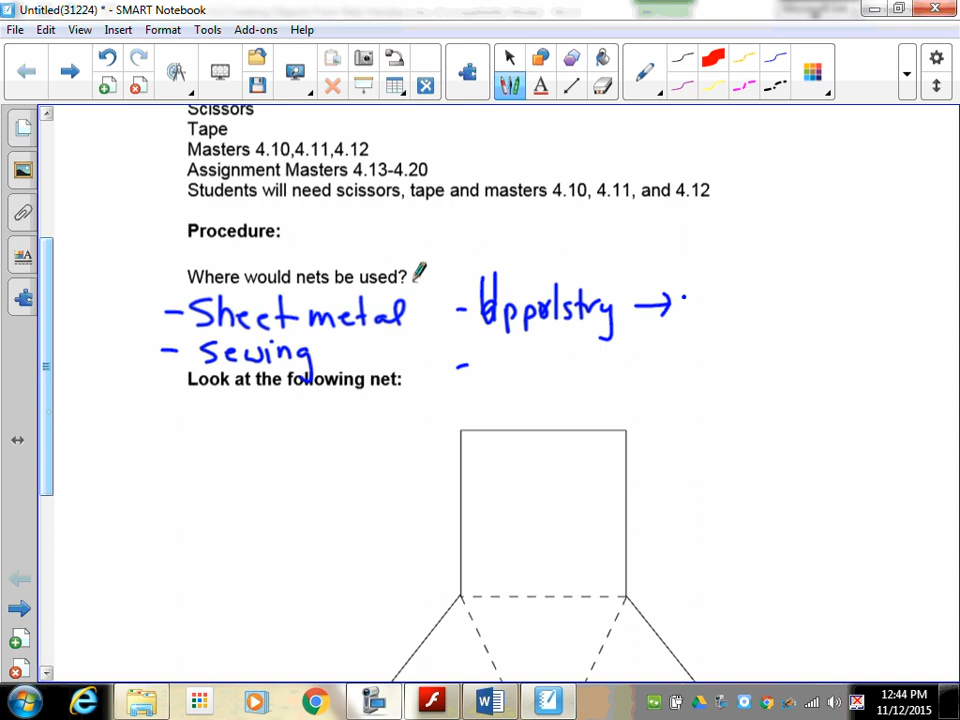 Untitled(31224) * - SMART Notebook
File Edit View Insert Format Tools Add-ons Help
Scissors
Tape
Masters 4.10,4.11,4.12
Assignment Masters 4.13-4.20
Students will need scissors, tape and masters 4.10, 4.11, and 4.12
Procedure:
Where would nets be used?
- Sheet metal - Upporlstry →
- Sewing -
Look at the following net:
12:44 PM
11/12/2015